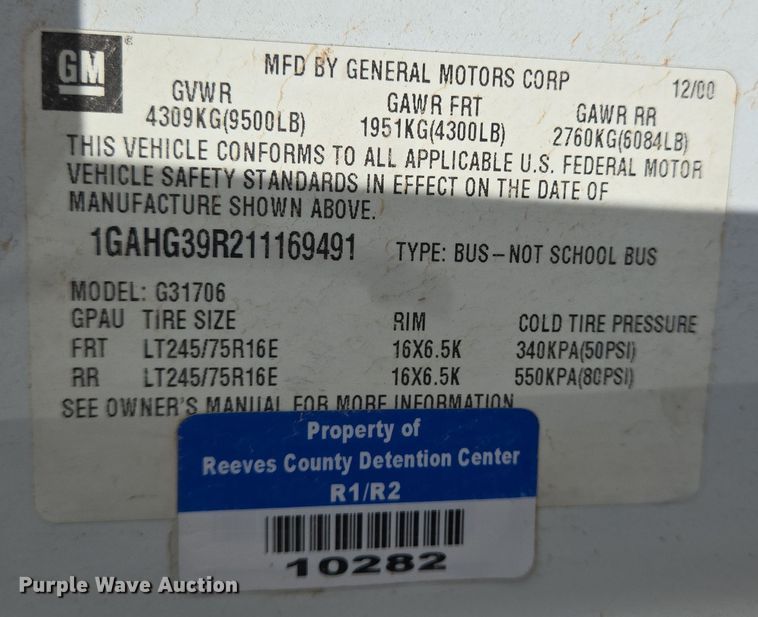 GM
MFD BY GENERAL MOTORS CORP 12/00
GVWR GAWR FRT GAWR RR
4309KG(9500LB) 1951KG(4300LB) 2760KG(6084LB)
THIS VEHICLE CONFORMS TO ALL APPLICABLE U.S. FEDERAL MOTOR
VEHICLE SAFETY STANDARDS IN EFFECT ON THE DATE OF
MANUFACTURE SHOWN ABOVE.
1GAHG39R211169491 TYPE: BUS-NOT SCHOOL BUS
MODEL: G31706
GPAU TIRE SIZE RIM COLD TIRE PRESSURE
FRT LT245/75R16E 16X6.5K 340KPA(50PSI)
RR LT245/75R16E 16X6.5K 550KPA(80PSI)
SEE OWNER'S MANUAL FOR MORE INFORMATION
Property of
Reeves County Detention Center
R1/R2
10282
Purple Wave Auction